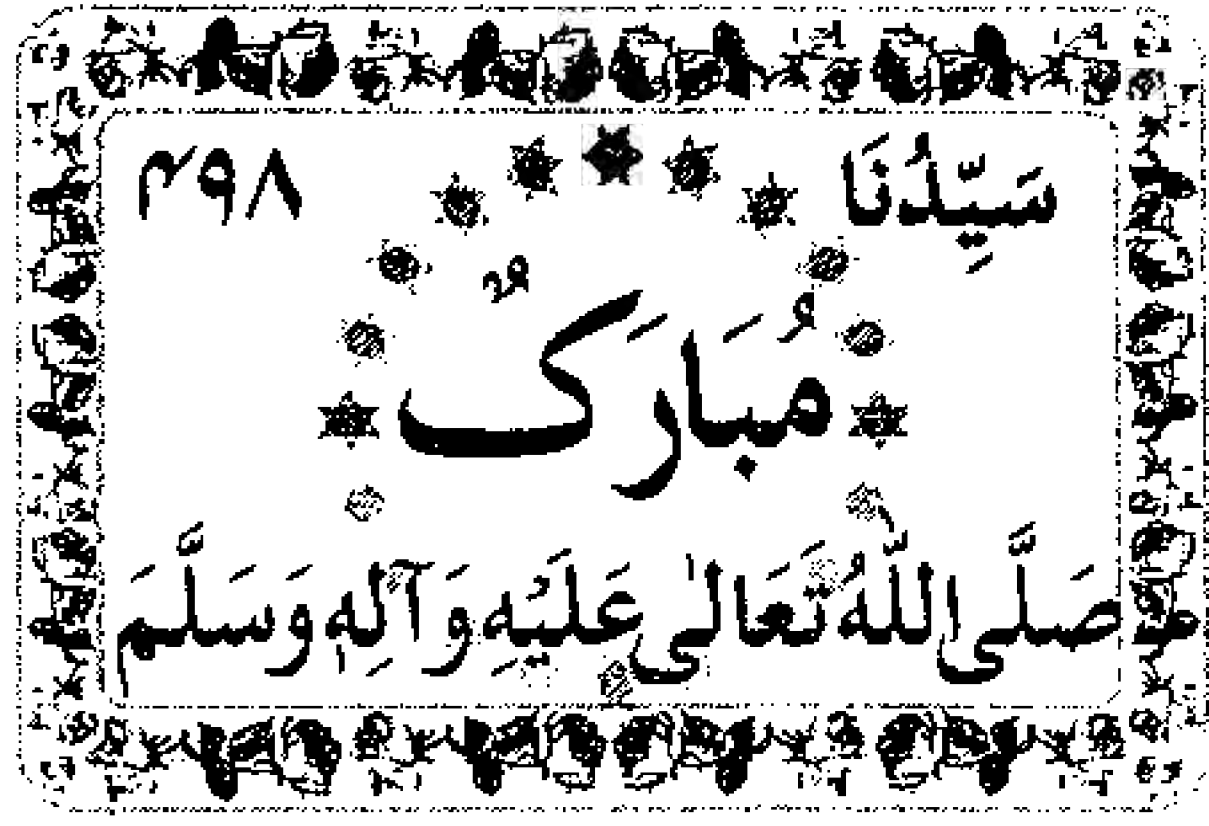 سَيِّدُنَا ۴۹۸
مُبَارَكٌ
صَلَّى اللّٰهُ تَعَالٰى عَلَيْهِ وَآلِهٖ وَسَلَّمَ